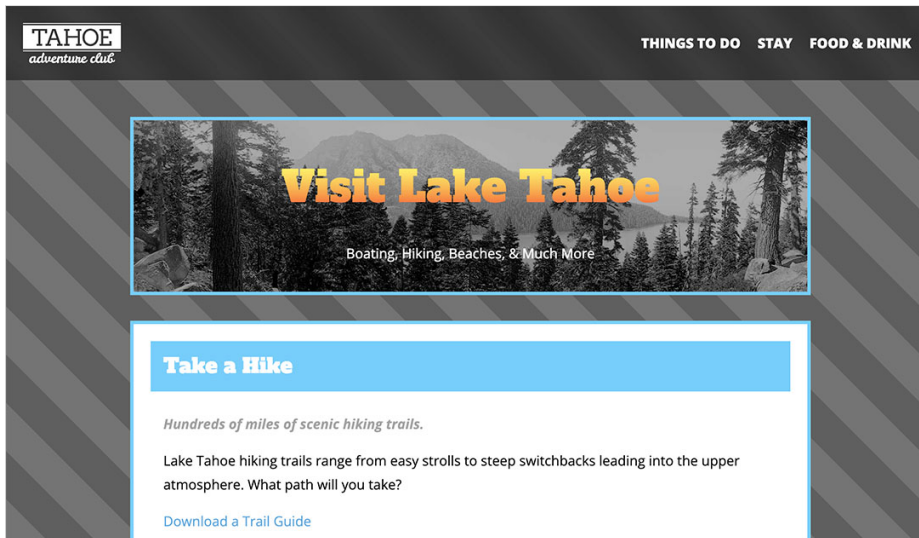 TAHOE
adventure club
THINGS TO DO STAY FOOD & DRINK
Visit Lake Tahoe
Boating, Hiking, Beaches, & Much More
Take a Hike
Hundreds of miles of scenic hiking trails.
Lake Tahoe hiking trails range from easy strolls to steep switchbacks leading into the upper
atmosphere. What path will you take?
Download a Trail Guide